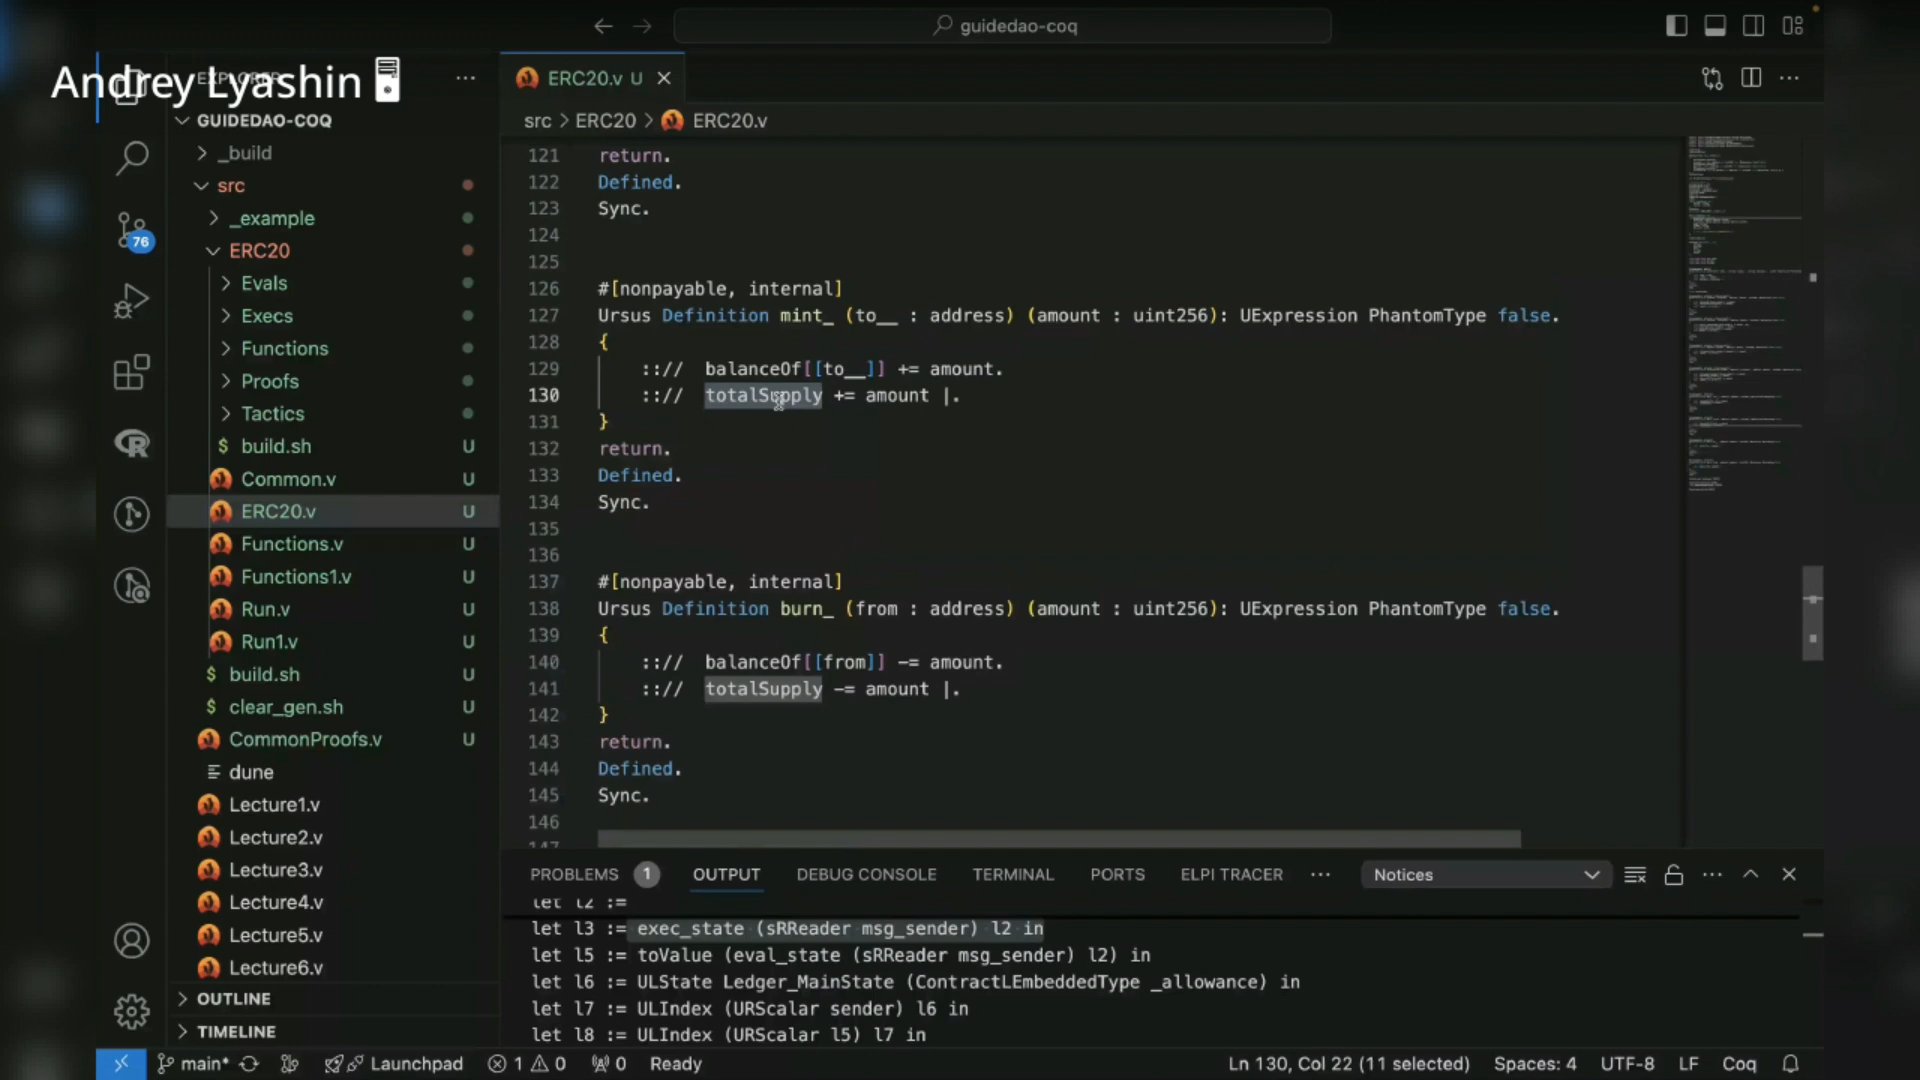 guidedao-coq
Andrey Lyashin
ERC20.v U
GUIDEDAO-COQ
src > ERC20 > ERC20.v
_build
src
_example
ERC20
Evals
Execs
Functions
Proofs
Tactics
build.sh U
Common.v U
ERC20.v U
Functions.v U
Functions1.v U
Run.v U
Run1.v U
build.sh U
clear_gen.sh U
CommonProofs.v U
dune
Lecture1.v
Lecture2.v
Lecture3.v
Lecture4.v
Lecture5.v
Lecture6.v
OUTLINE
TIMELINE
76
121 return.
122 Defined.
123 Sync.
124
125
126 #[nonpayable, internal]
127 Ursus Definition mint_ (to__ : address) (amount : uint256): UExpression PhantomType false.
128 {
129 :://  balanceOf[[to__]] += amount.
130 :://  totalSupply += amount |.
131 }
132 return.
133 Defined.
134 Sync.
135
136
137 #[nonpayable, internal]
138 Ursus Definition burn_ (from : address) (amount : uint256): UExpression PhantomType false.
139 {
140 :://  balanceOf[[from]] -= amount.
141 :://  totalSupply -= amount |.
142 }
143 return.
144 Defined.
145 Sync.
146
PROBLEMS 1 OUTPUT DEBUG CONSOLE TERMINAL PORTS ELPI TRACER ··· Notices
let l2 :=
let l3 := exec_state (sRReader msg_sender) l2 in
let l5 := toValue (eval_state (sRReader msg_sender) l2) in
let l6 := ULState Ledger_MainState (ContractLEmbeddedType _allowance) in
let l7 := ULIndex (URScalar sender) l6 in
let l8 := ULIndex (URScalar l5) l7 in
main* Launchpad 1 0 0 Ready Ln 130, Col 22 (11 selected) Spaces: 4 UTF-8 LF Coq